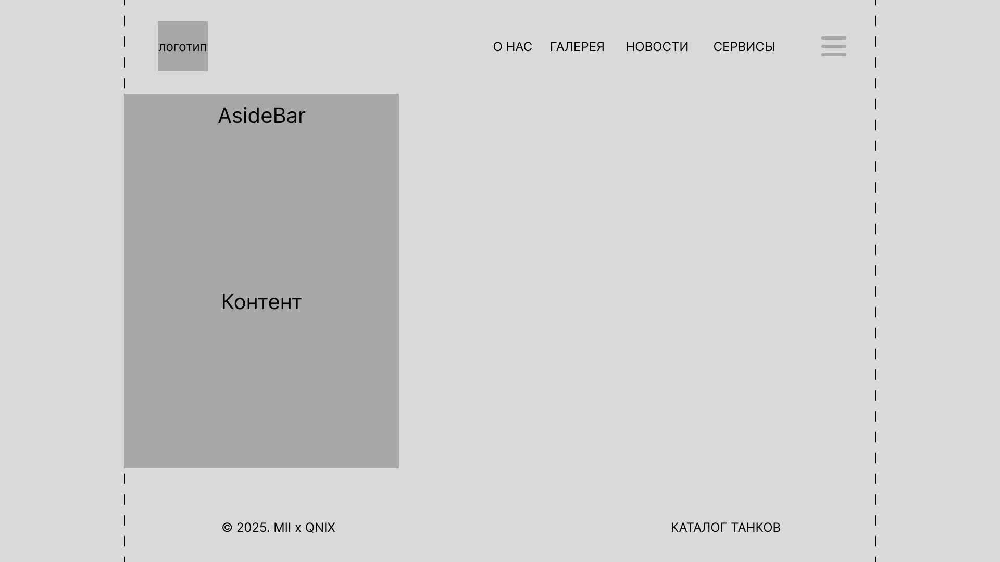 логотип
О НАС
ГАЛЕРЕЯ
НОВОСТИ
СЕРВИСЫ
AsideBar
Контент
© 2025. MII x QNIX
КАТАЛОГ ТАНКОВ